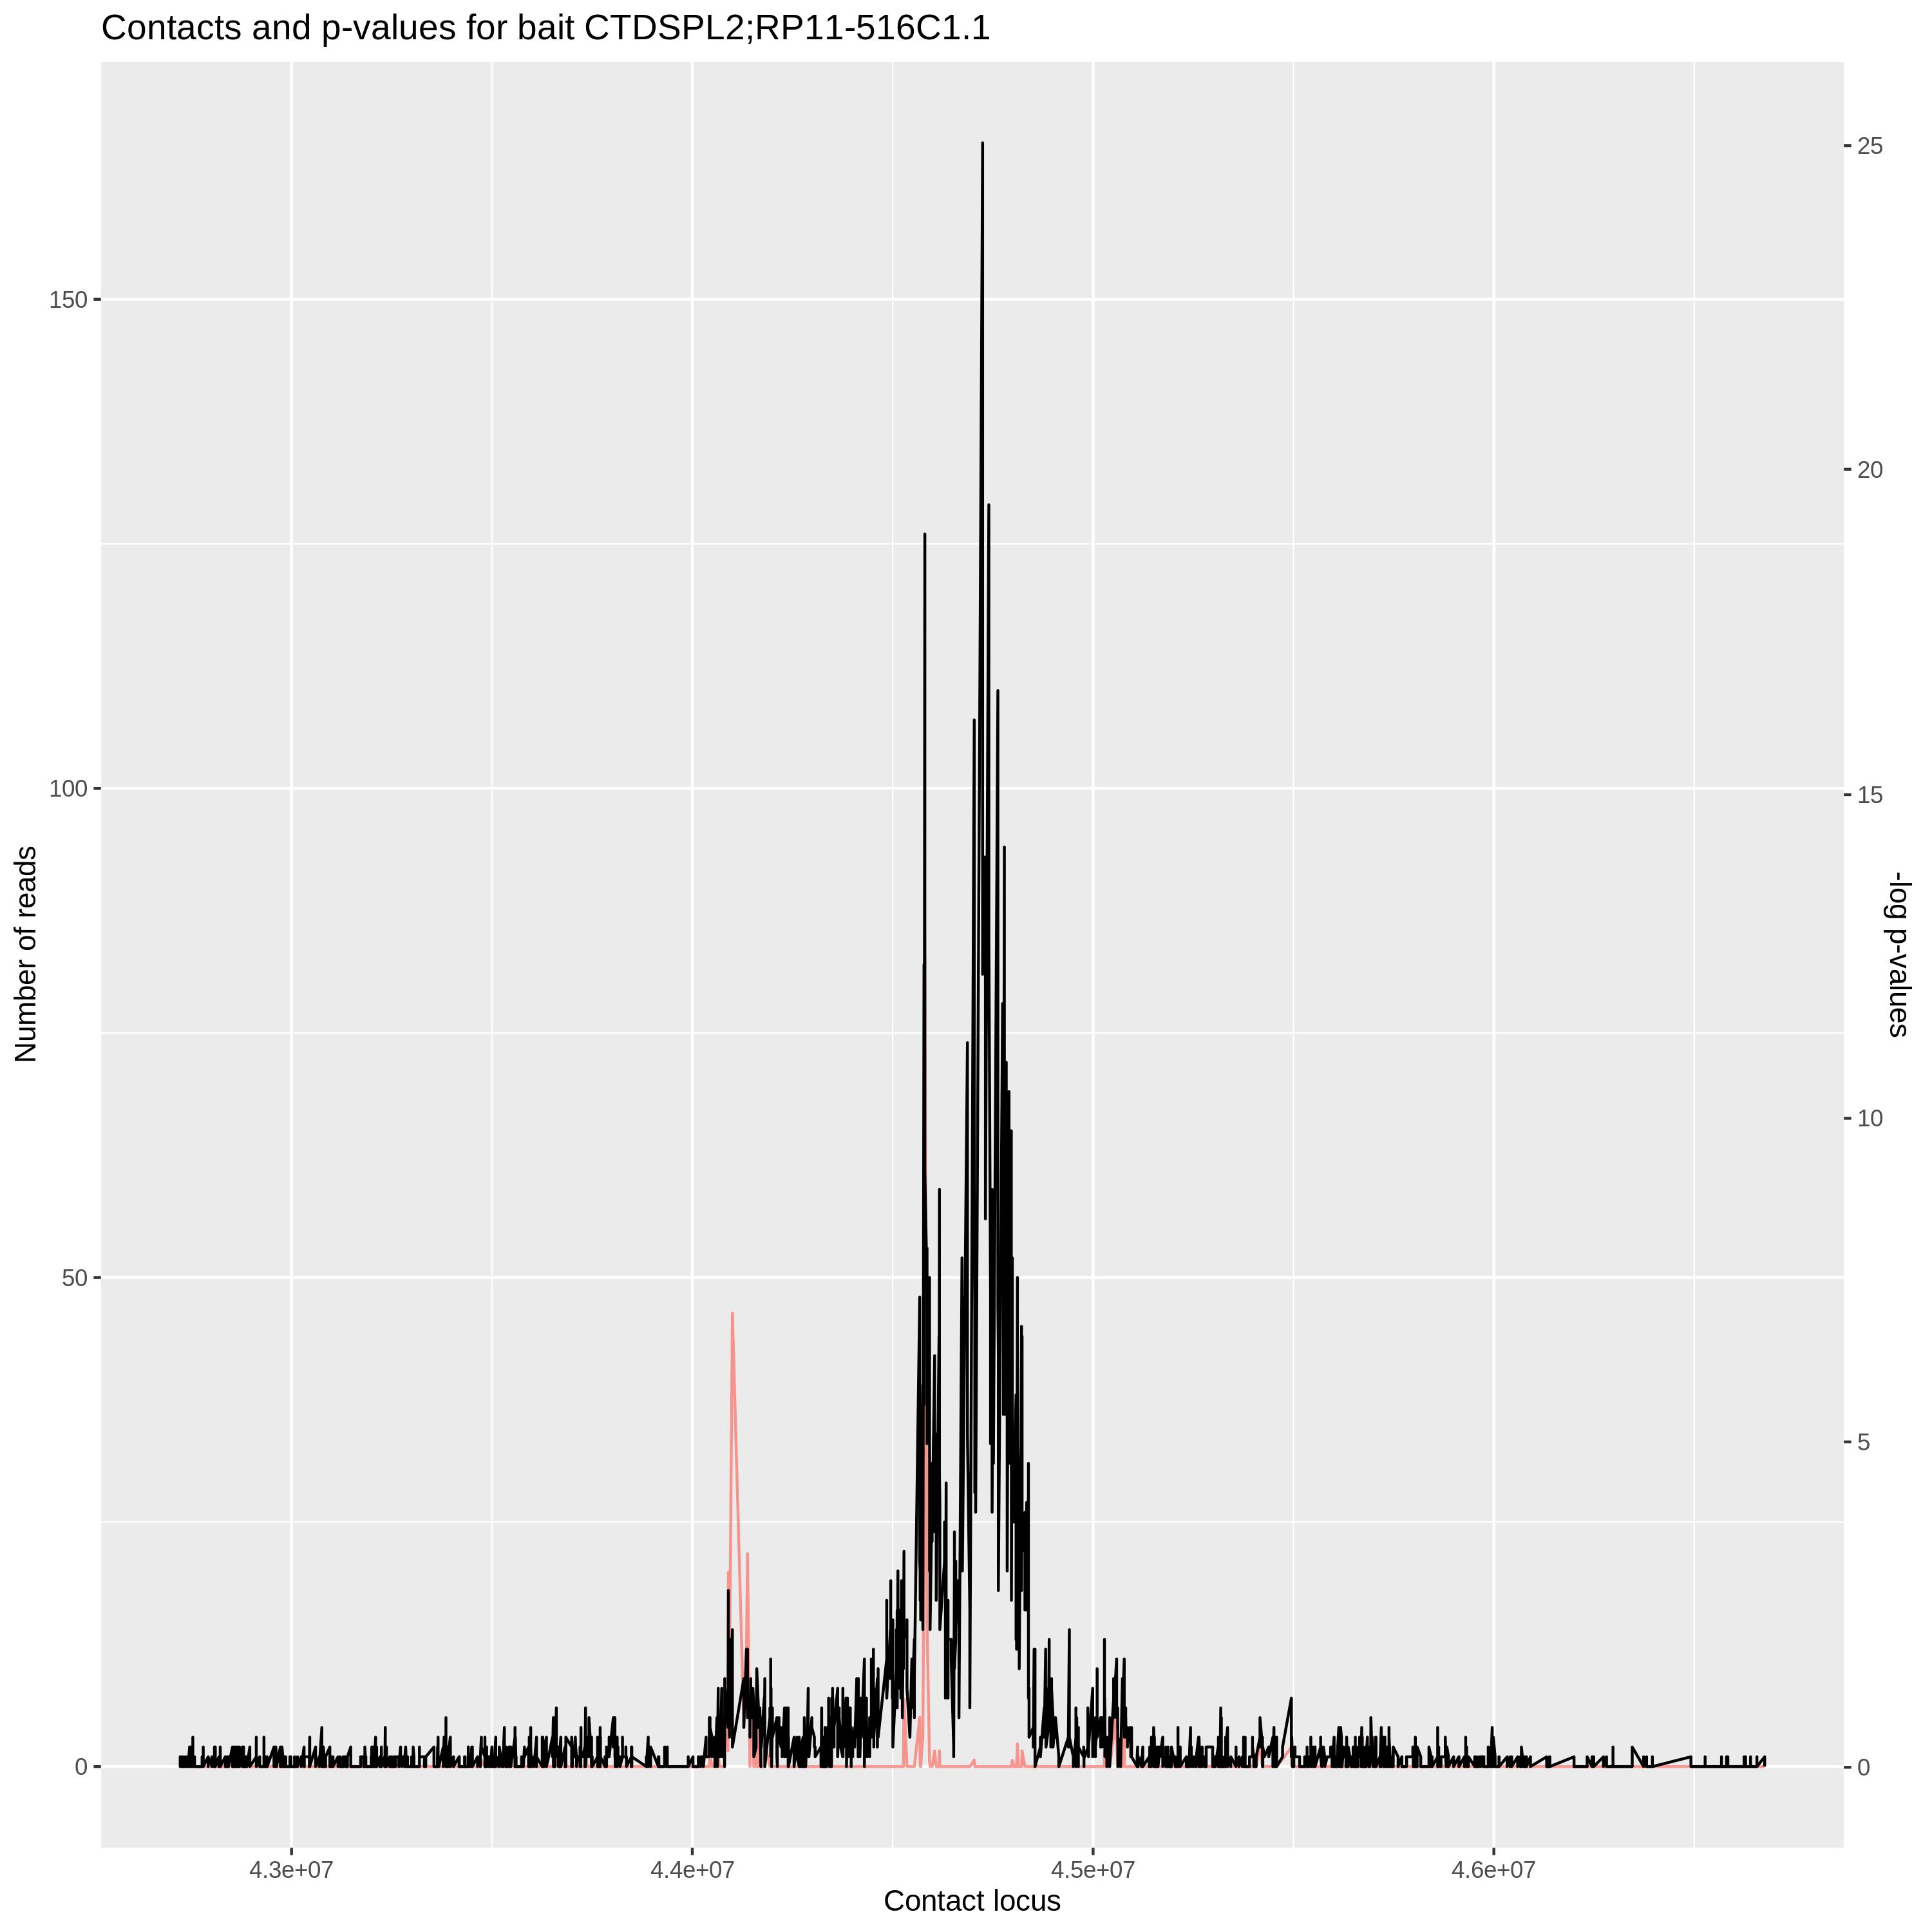 Contacts and p-values for bait CTDSPL2;RP11-516C1.1
Number of reads
150
100
50
0
25
20
15
10
5
0
-log p-values
4.3e+07
4.4e+07
4.5e+07
4.6e+07
Contact locus